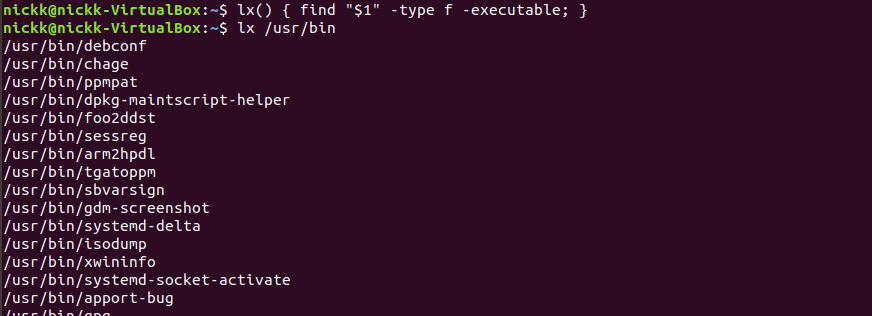 nickk@nickk-VirtualBox:~$ lx() { find "$1" -type f -executable; }
nickk@nickk-VirtualBox:~$ lx /usr/bin
/usr/bin/debconf
/usr/bin/chage
/usr/bin/ppmpat
/usr/bin/dpkg-maintscript-helper
/usr/bin/foo2ddst
/usr/bin/sessreg
/usr/bin/arm2hpdl
/usr/bin/tgatoppm
/usr/bin/sbvarsign
/usr/bin/gdm-screenshot
/usr/bin/systemd-delta
/usr/bin/isodump
/usr/bin/xwininfo
/usr/bin/systemd-socket-activate
/usr/bin/apport-bug